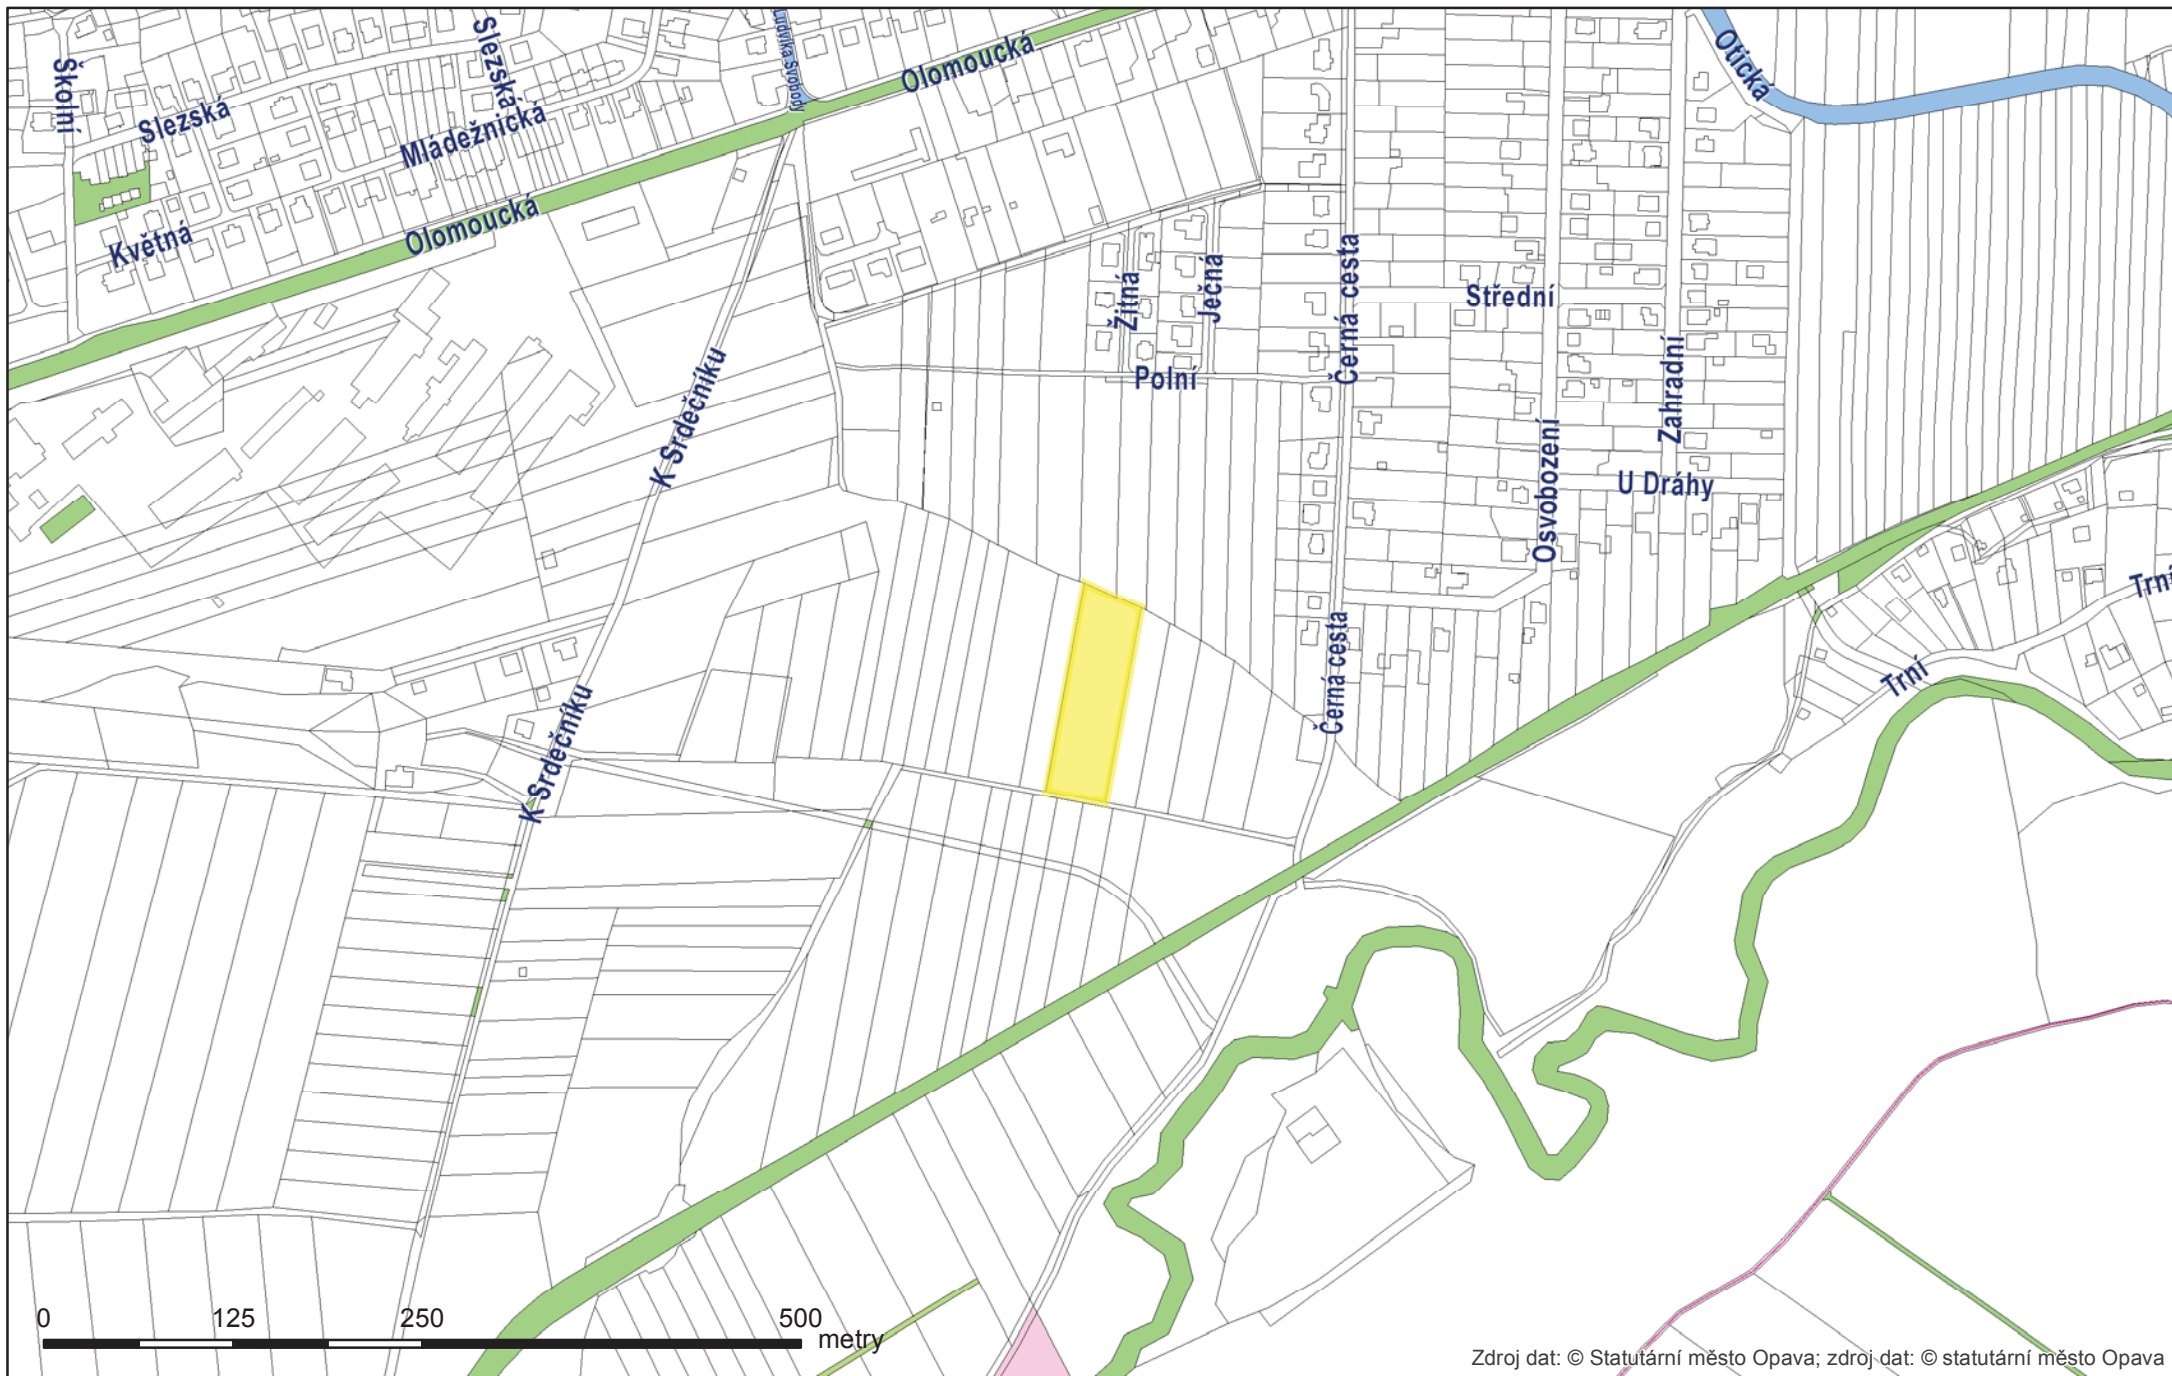 Školní
Slezská
Slezská
Mládežnická
Květná
Olomoucká
Ludvíka Svobody
Olomoucká
Otická
Žitná
Ječná
Polní
Černá cesta
Střední
Zahradní
Osvobození
U Dráhy
K Srdečníku
K Srdečníku
Černá cesta
Trní
Trní
0 125 250 500
metry
Zdroj dat: © Statutární město Opava; zdroj dat: © statutární město Opava